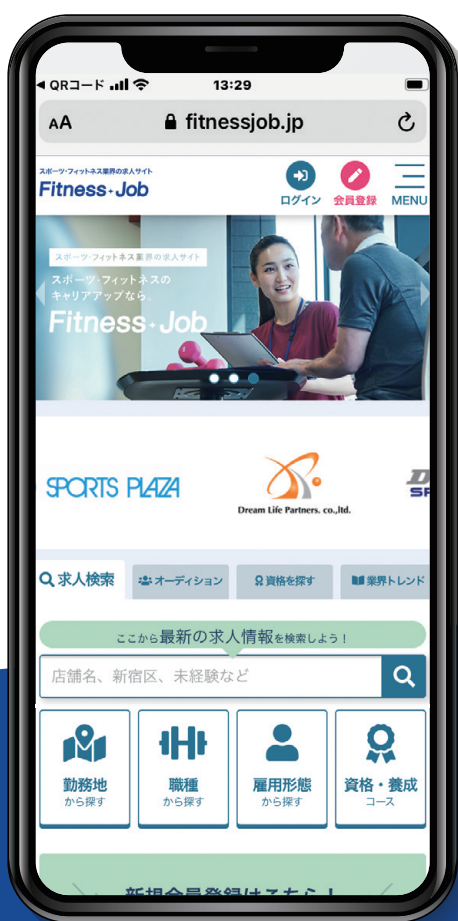 QRコード
13:29
AA
fitnessjob.jp
スポーツ・フィットネス業界の求人サイト
Fitness・Job
ログイン
会員登録
MENU
スポーツ・フィットネス業界の求人サイト
スポーツ・フィットネスの
キャリアアップなら。
Fitness・Job
SPORTS PLAZA
Dream Life Partners. co.,ltd.
求人検索
オーディション
資格を探す
業界トレンド
ここから最新の求人情報を検索しよう！
店舗名、新宿区、未経験など
勤務地
から探す
職種
から探す
雇用形態
から探す
資格・養成
コース
新規会員登録はこちら！